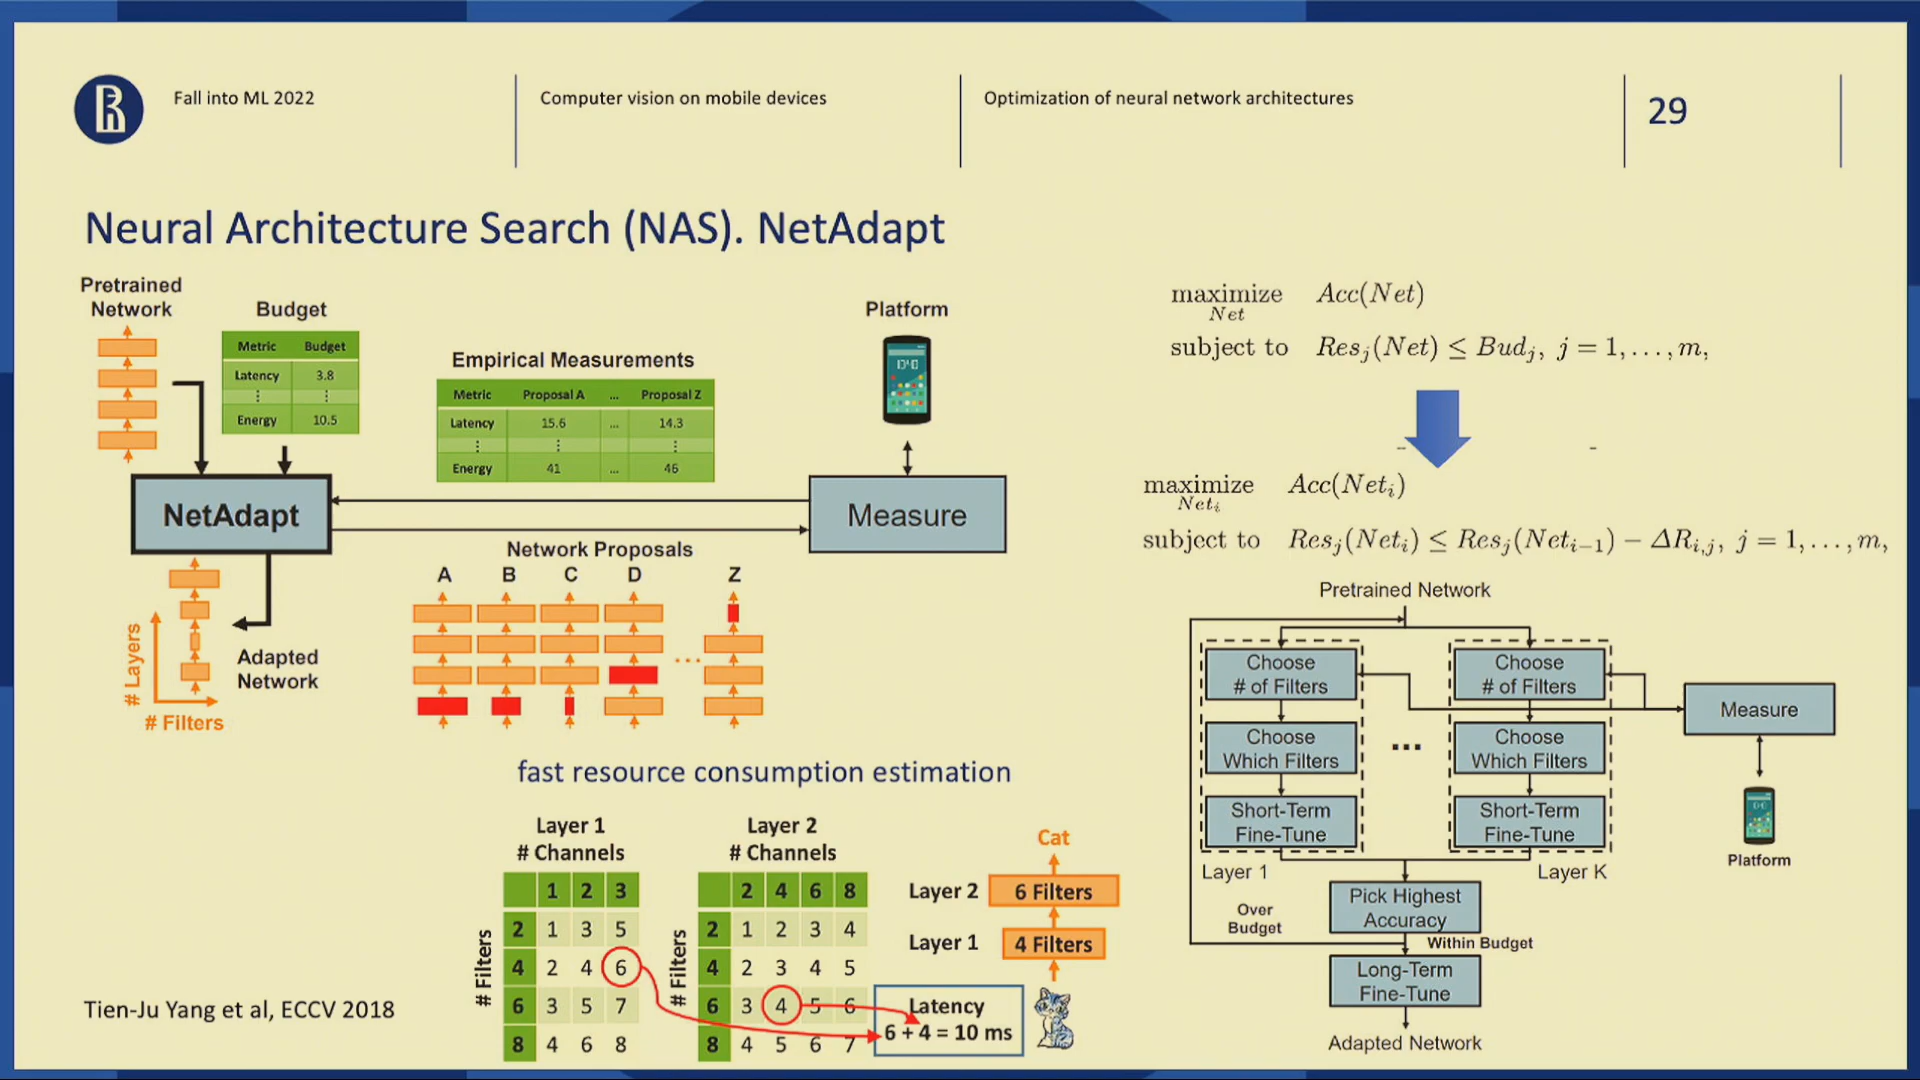 Fall into ML 2022
Computer vision on mobile devices
Optimization of neural network architectures
29
Neural Architecture Search (NAS). NetAdapt
Pretrained
Network
Budget
Metric Budget
Latency 3.8
⋮ ⋮
Energy 10.5
Empirical Measurements
Metric Proposal A ... Proposal Z
Latency 15.6 ... 14.3
⋮ ⋮ ⋮
Energy 41 ... 46
Platform
NetAdapt
Measure
Network Proposals
A B C D Z
...
# Layers
# Filters
Adapted
Network
maximize Acc(Net)
Net
subject to Res_j(Net) ≤ Bud_j, j = 1, . . . , m,
maximize Acc(Net_i)
Net_i
subject to Res_j(Net_i) ≤ Res_j(Net_{i−1}) − ΔR_{i,j}, j = 1, . . . , m,
Pretrained Network
Choose
# of Filters
Choose
Which Filters
Short-Term
Fine-Tune
Layer 1
...
Choose
# of Filters
Choose
Which Filters
Short-Term
Fine-Tune
Layer K
Measure
Platform
Pick Highest
Accuracy
Over
Budget
Within Budget
Long-Term
Fine-Tune
Adapted Network
fast resource consumption estimation
Layer 1
# Channels
# Filters
1 2 3
2 1 3 5
4 2 4 6
6 3 5 7
8 4 6 8
Layer 2
# Channels
# Filters
2 4 6 8
2 1 2 3 4
4 2 3 4 5
6 3 4 5 6
8 4 5 6 7
Cat
Layer 2 6 Filters
Layer 1 4 Filters
Latency
6 + 4 = 10 ms
Tien-Ju Yang et al, ECCV 2018